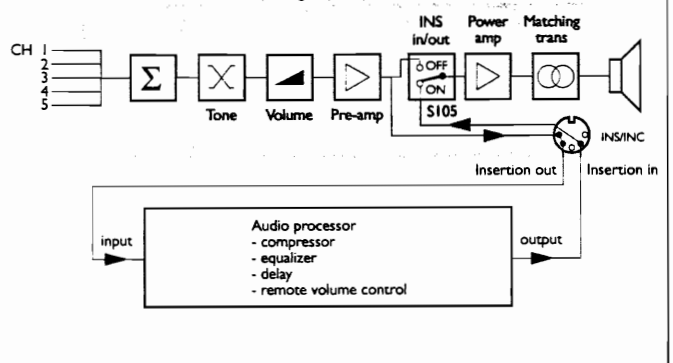 INS
in/out
Power
amp
Matching
trans
CH 1
2
3
4
5
Σ
OFF
ON
Tone
Volume
Pre-amp
S105
INS/INC
Insertion out
Insertion in
input
Audio processor
- compressor
- equalizer
- delay
- remote volume control
output